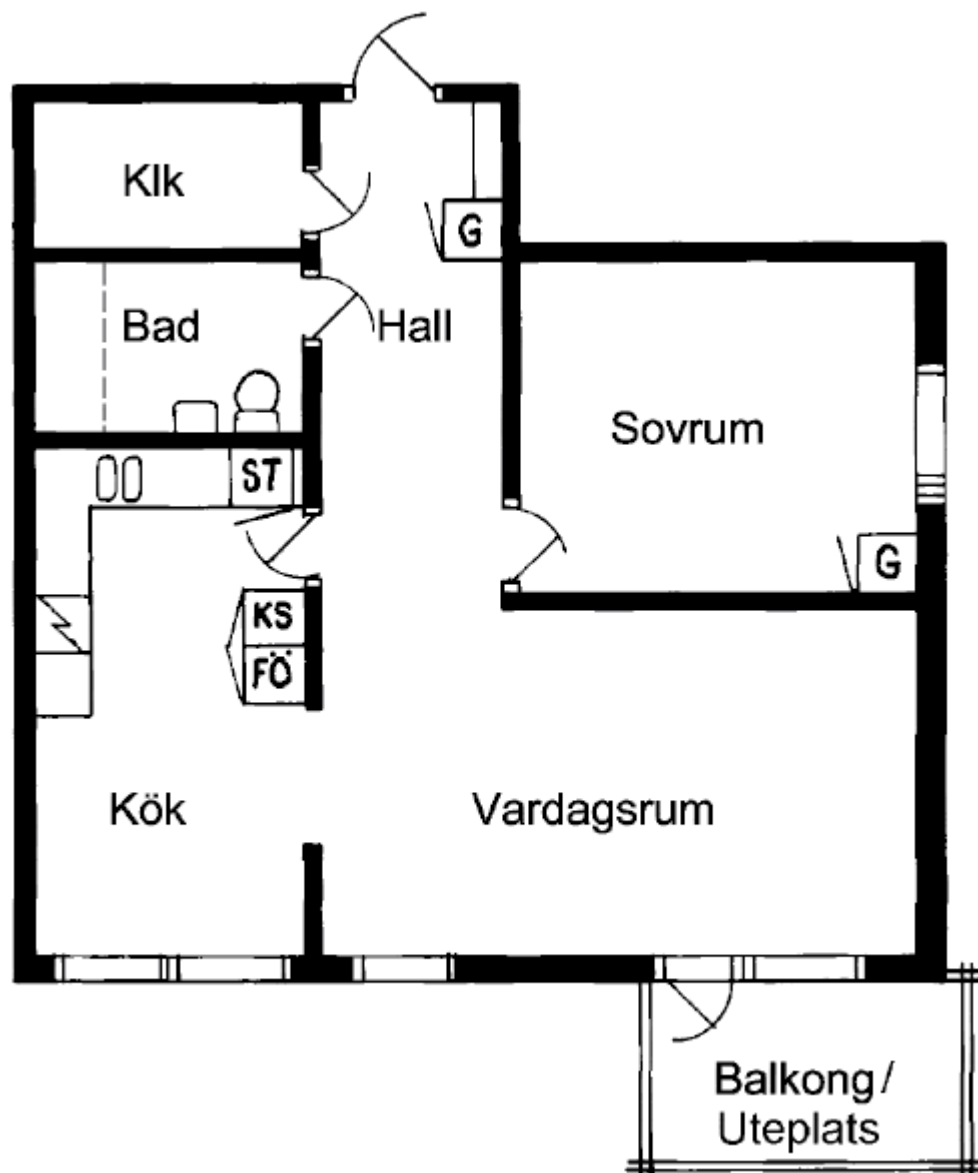 Klk
G
Bad
Hall
Sovrum
ST
G
KS
FÖ
Kök
Vardagsrum
Balkong /
Uteplats